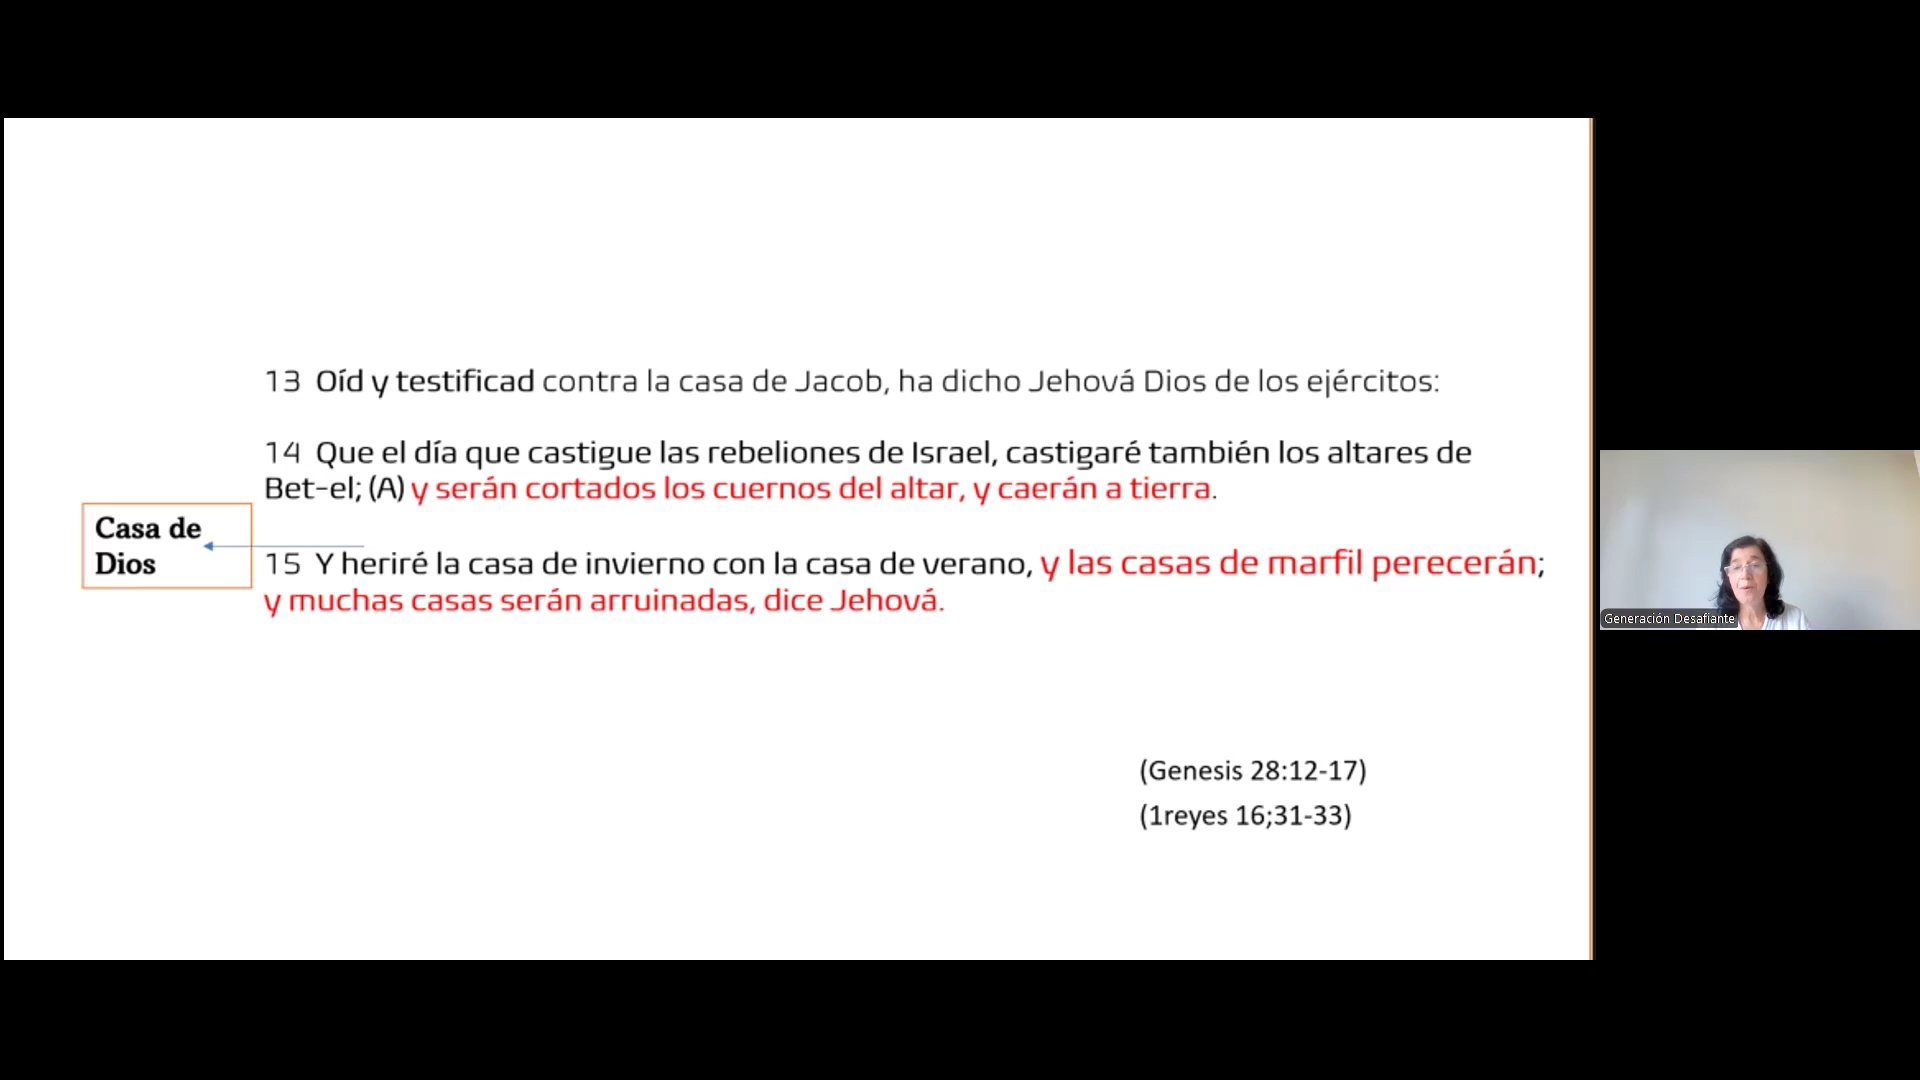 13 Oíd y testificad contra la casa de Jacob, ha dicho Jehová Dios de los ejércitos:
14 Que el día que castigue las rebeliones de Israel, castigaré también los altares de
Bet-el; (A) y serán cortados los cuernos del altar, y caerán a tierra.
Casa de
Dios
15 Y heriré la casa de invierno con la casa de verano, y las casas de marfil perecerán;
y muchas casas serán arruinadas, dice Jehová.
Generación Desafiante
(Genesis 28:12-17)
(1reyes 16;31-33)